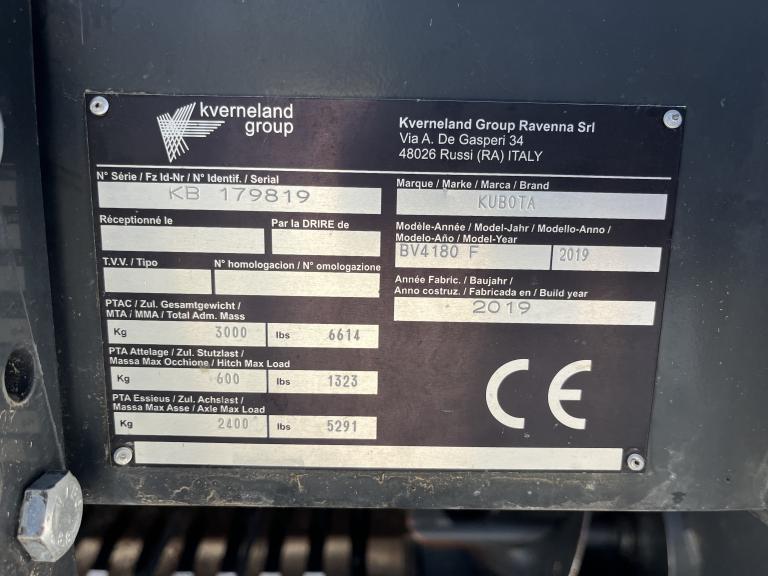 kverneland
group
Kverneland Group Ravenna Srl
Via A. De Gasperi 34
48026 Russi (RA) ITALY
N° Série / Fz Id-Nr / N° Identif. / Serial
KB 179819
Réceptionné le
Par la DRIRE de
T.V.V. / Tipo
N° homologacion / N° omologazione
PTAC / Zul. Gesamtgewicht /
MTA / MMA / Total Adm. Mass
Kg 3000 lbs 6614
PTA Attelage / Zul. Stutzlast /
Massa Max Occhione / Hitch Max Load
Kg 600 lbs 1323
PTA Essieus / Zul. Achslast /
Massa Max Asse / Axle Max Load
Kg 2400 lbs 5291
Marque / Marke / Marca / Brand
KUBOTA
Modèle-Année / Model-Jahr / Modello-Anno /
Modelo-Año / Model-Year
BV4180 F 2019
Année Fabric. / Baujahr /
Anno costruz. / Fabricada en / Build year
2019
CE